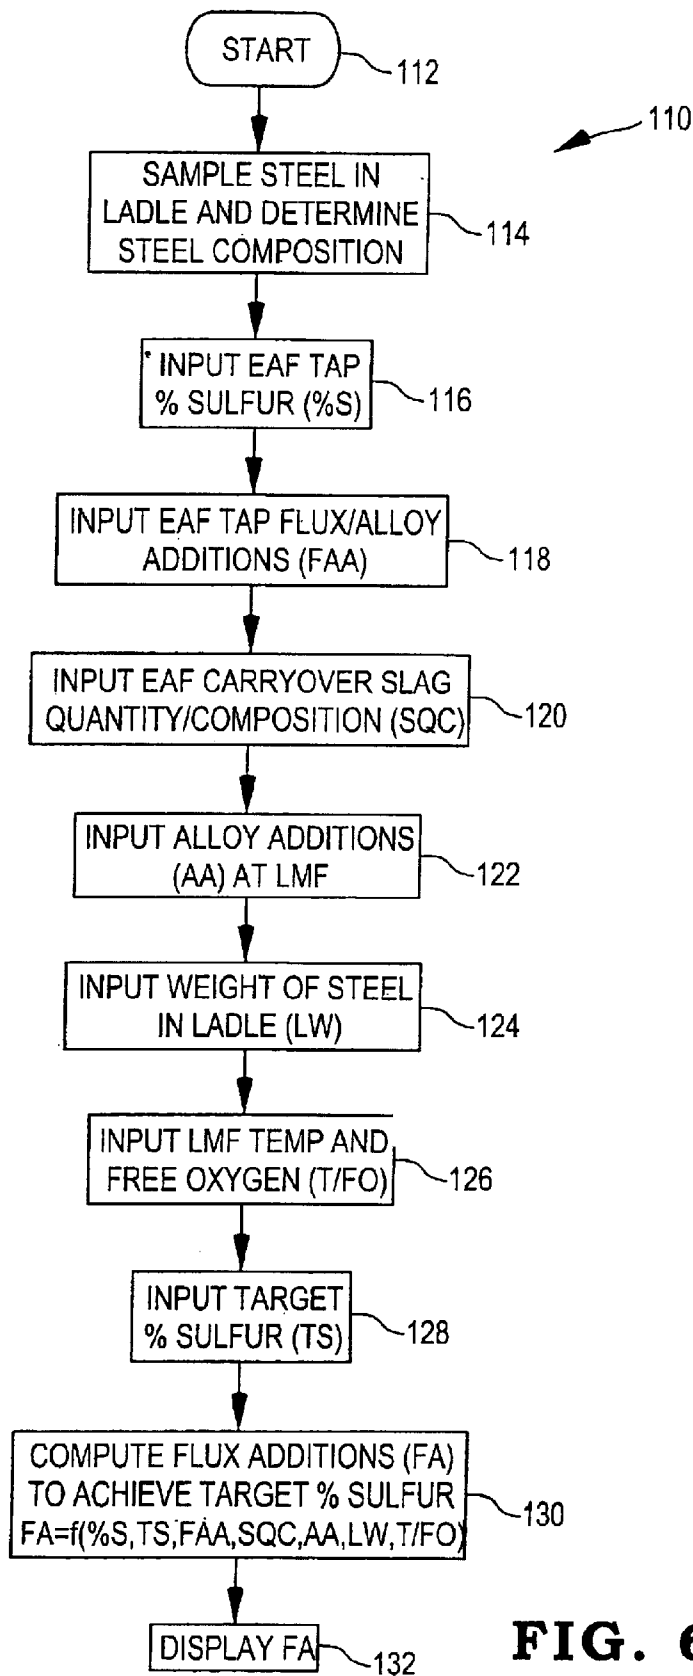 START
112
110
SAMPLE STEEL IN
LADLE AND DETERMINE
STEEL COMPOSITION
114
INPUT EAF TAP
% SULFUR (%S)
116
INPUT EAF TAP FLUX/ALLOY
ADDITIONS (FAA)
118
INPUT EAF CARRYOVER SLAG
QUANTITY/COMPOSITION (SQC)
120
INPUT ALLOY ADDITIONS
(AA) AT LMF
122
INPUT WEIGHT OF STEEL
IN LADLE (LW)
124
INPUT LMF TEMP AND
FREE OXYGEN (T/FO)
126
INPUT TARGET
% SULFUR (TS)
128
COMPUTE FLUX ADDITIONS (FA)
TO ACHIEVE TARGET % SULFUR
FA=f(%S,TS,FAA,SQC,AA,LW,T/FO)
130
DISPLAY FA
132
FIG. 6